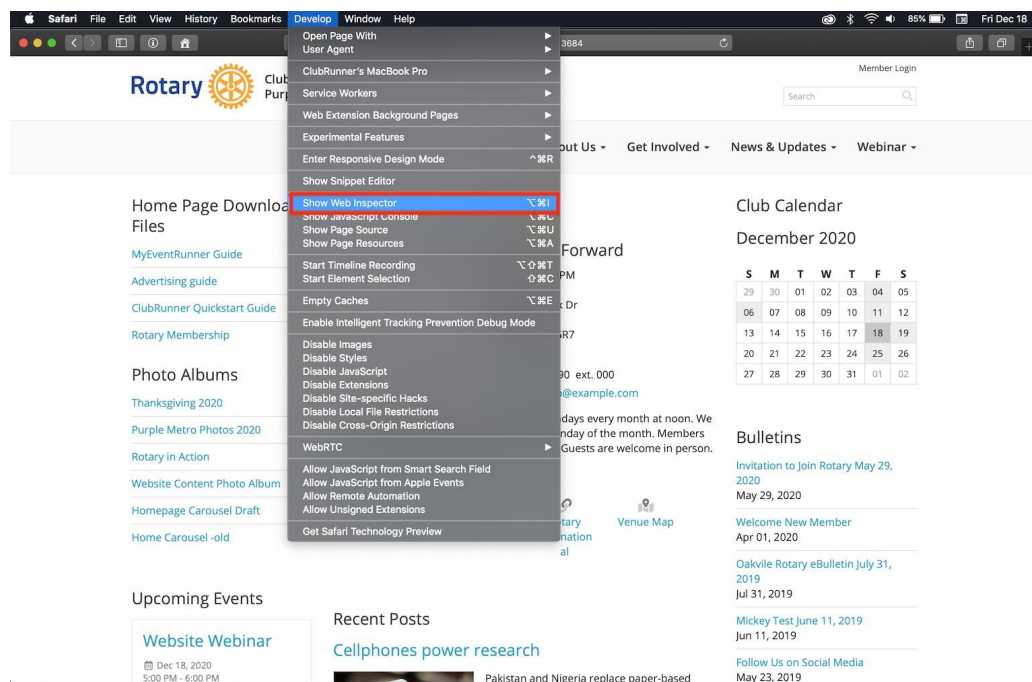 Safari File Edit View History Bookmarks Develop Window Help
85% Fri Dec 18
3684
Rotary
Club
Purp
Member Login
Search
out Us Get Involved News & Updates Webinar
Open Page With
User Agent
ClubRunner's MacBook Pro
Service Workers
Web Extension Background Pages
Experimental Features
Enter Responsive Design Mode ^⌘R
Show Snippet Editor
Show Web Inspector ⌥⌘I
Show JavaScript Console ⌥⌘C
Show Page Source ⌥⌘U
Show Page Resources ⌥⌘A
Start Timeline Recording ⌥⇧⌘T
Start Element Selection ⇧⌘C
Empty Caches ⌥⌘E
Enable Intelligent Tracking Prevention Debug Mode
Disable Images
Disable Styles
Disable JavaScript
Disable Extensions
Disable Site-specific Hacks
Disable Local File Restrictions
Disable Cross-Origin Restrictions
WebRTC
Allow JavaScript from Smart Search Field
Allow JavaScript from Apple Events
Allow Remote Automation
Allow Unsigned Extensions
Get Safari Technology Preview
Home Page Downloa
Files
MyEventRunner Guide
Advertising guide
ClubRunner Quickstart Guide
Rotary Membership
Photo Albums
Thanksgiving 2020
Purple Metro Photos 2020
Rotary in Action
Website Content Photo Album
Homepage Carousel Draft
Home Carousel -old
Upcoming Events
Website Webinar
Dec 18, 2020
5:00 PM - 6:00 PM
Forward
PM
Dr
R7
90 ext. 000
@example.com
days every month at noon. We
nday of the month. Members
Guests are welcome in person.
tary
nation
al
Venue Map
Recent Posts
Cellphones power research
Pakistan and Nigeria replace paper-based
Club Calendar
December 2020
S M T W T F S
29 30 01 02 03 04 05
06 07 08 09 10 11 12
13 14 15 16 17 18 19
20 21 22 23 24 25 26
27 28 29 30 31 01 02
Bulletins
Invitation to Join Rotary May 29,
2020
May 29, 2020
Welcome New Member
Apr 01, 2020
Oakvile Rotary eBulletin July 31,
2019
Jul 31, 2019
Mickey Test June 11, 2019
Jun 11, 2019
Follow Us on Social Media
May 23, 2019